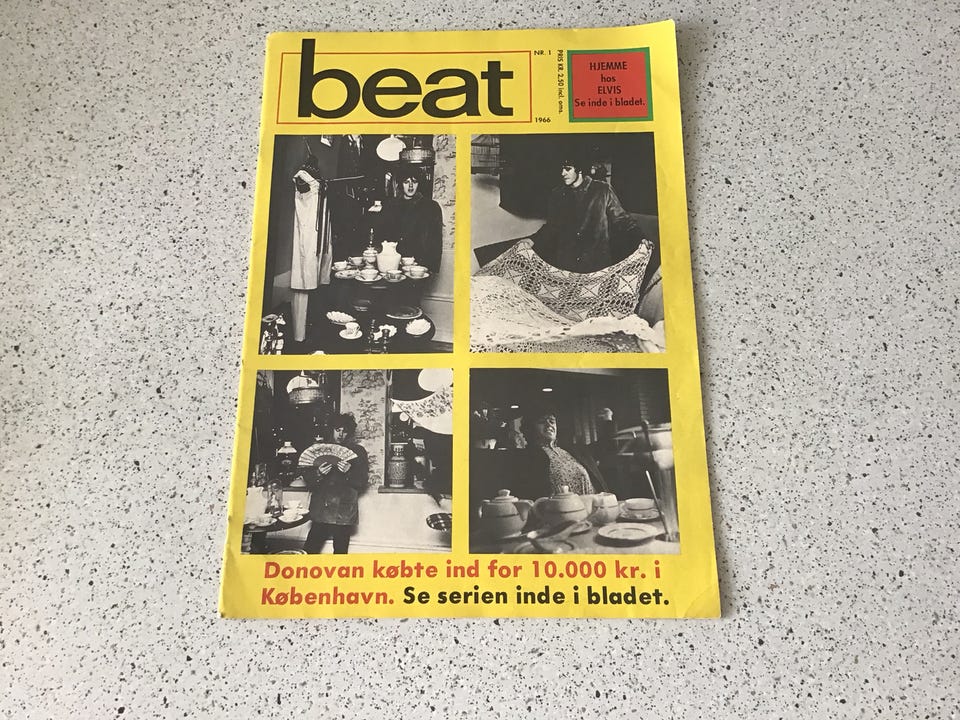 beat
NR. 1
PRIS KR. 2,50 incl. oms.
1966
HJEMME
hos
ELVIS
Se inde i bladet.
Donovan købte ind for 10.000 kr. i
København. Se serien inde i bladet.